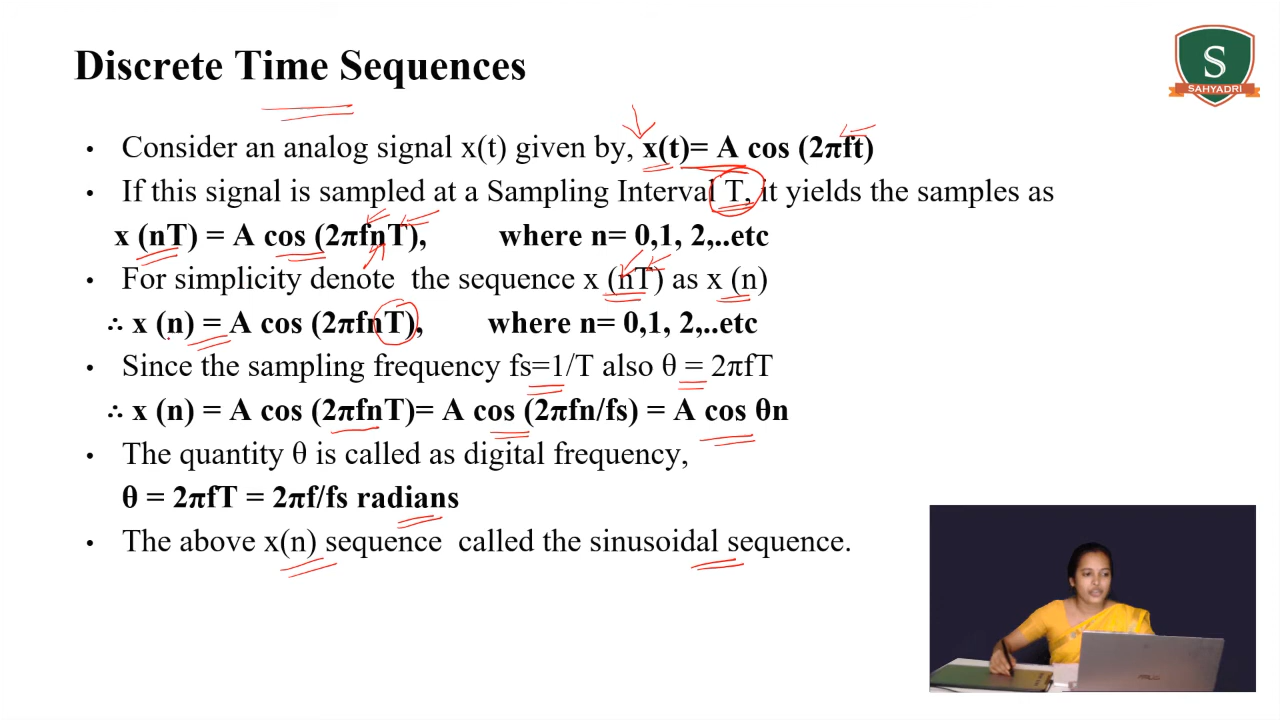 Discrete Time Sequences
S
SAHYADRI
• Consider an analog signal x(t) given by, x(t)= A cos (2πft)
• If this signal is sampled at a Sampling Interval T, it yields the samples as
x (nT) = A cos (2πfnT), where n= 0,1, 2,..etc
• For simplicity denote the sequence x (nT) as x (n)
∴ x (n) = A cos (2πfnT), where n= 0,1, 2,..etc
• Since the sampling frequency fs=1/T also θ = 2πfT
∴ x (n) = A cos (2πfnT)= A cos (2πfn/fs) = A cos θn
• The quantity θ is called as digital frequency,
θ = 2πfT = 2πf/fs radians
• The above x(n) sequence called the sinusoidal sequence.